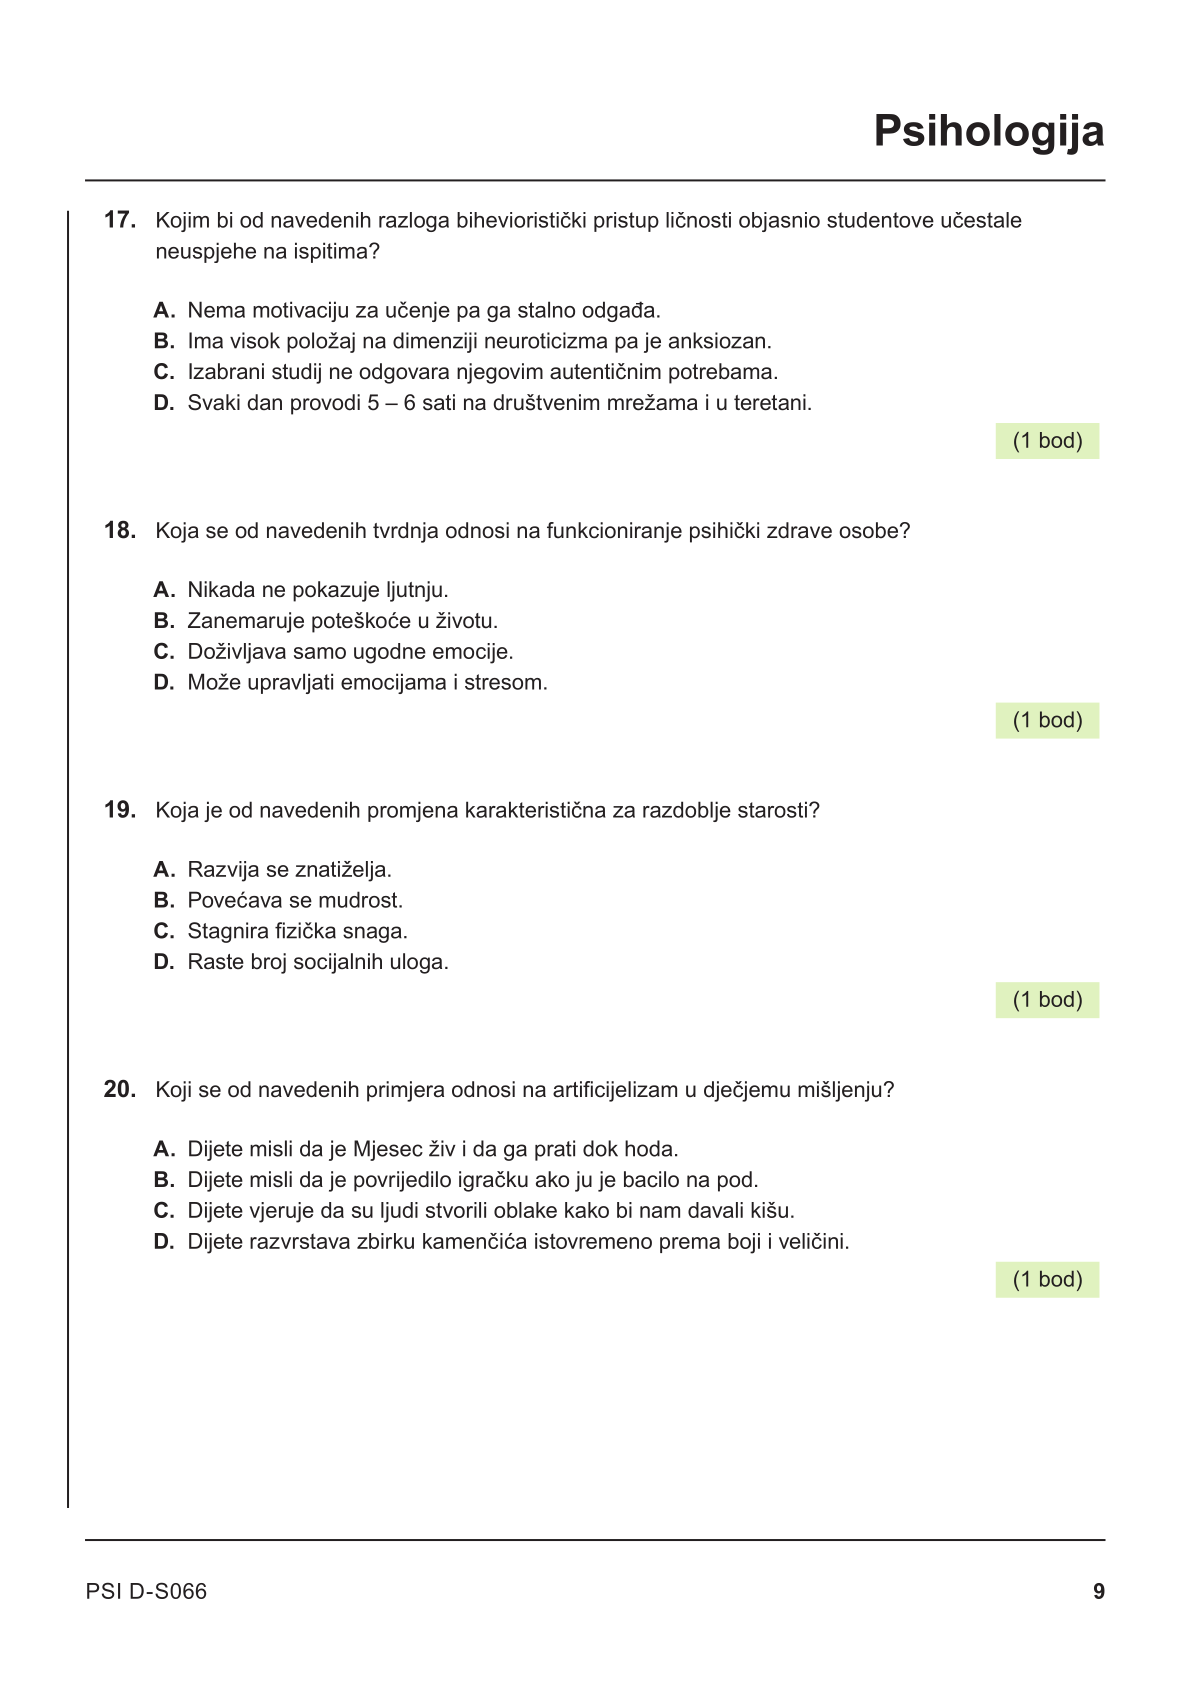 Psihologija
17. Kojim bi od navedenih razloga bihevioristički pristup ličnosti objasnio studentove učestale
neuspjehe na ispitima?
A. Nema motivaciju za učenje pa ga stalno odgađa.
B. Ima visok položaj na dimenziji neuroticizma pa je anksiozan.
C. Izabrani studij ne odgovara njegovim autentičnim potrebama.
D. Svaki dan provodi 5 – 6 sati na društvenim mrežama i u teretani.
(1 bod)
18. Koja se od navedenih tvrdnja odnosi na funkcioniranje psihički zdrave osobe?
A. Nikada ne pokazuje ljutnju.
B. Zanemaruje poteškoće u životu.
C. Doživljava samo ugodne emocije.
D. Može upravljati emocijama i stresom.
(1 bod)
19. Koja je od navedenih promjena karakteristična za razdoblje starosti?
A. Razvija se znatiželja.
B. Povećava se mudrost.
C. Stagnira fizička snaga.
D. Raste broj socijalnih uloga.
(1 bod)
20. Koji se od navedenih primjera odnosi na artificijelizam u dječjemu mišljenju?
A. Dijete misli da je Mjesec živ i da ga prati dok hoda.
B. Dijete misli da je povrijedilo igračku ako ju je bacilo na pod.
C. Dijete vjeruje da su ljudi stvorili oblake kako bi nam davali kišu.
D. Dijete razvrstava zbirku kamenčića istovremeno prema boji i veličini.
(1 bod)
PSI D-S066
9